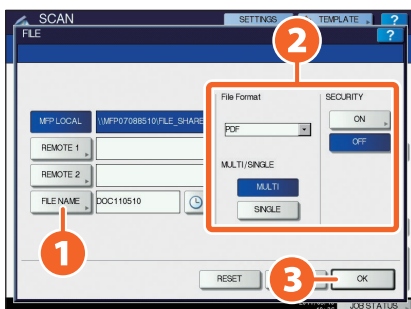 SCAN
SETTINGS
TEMPLATE
?
FILE
?
2
File Format
SECURITY
MFP LOCAL
\\MFP07088510\FILE_SHARE
PDF
ON
OFF
REMOTE 1
REMOTE 2
MULTI/SINGLE
MULTI
FILE NAME
DOC110510
SINGLE
1
RESET
3
OK
JOB STATUS